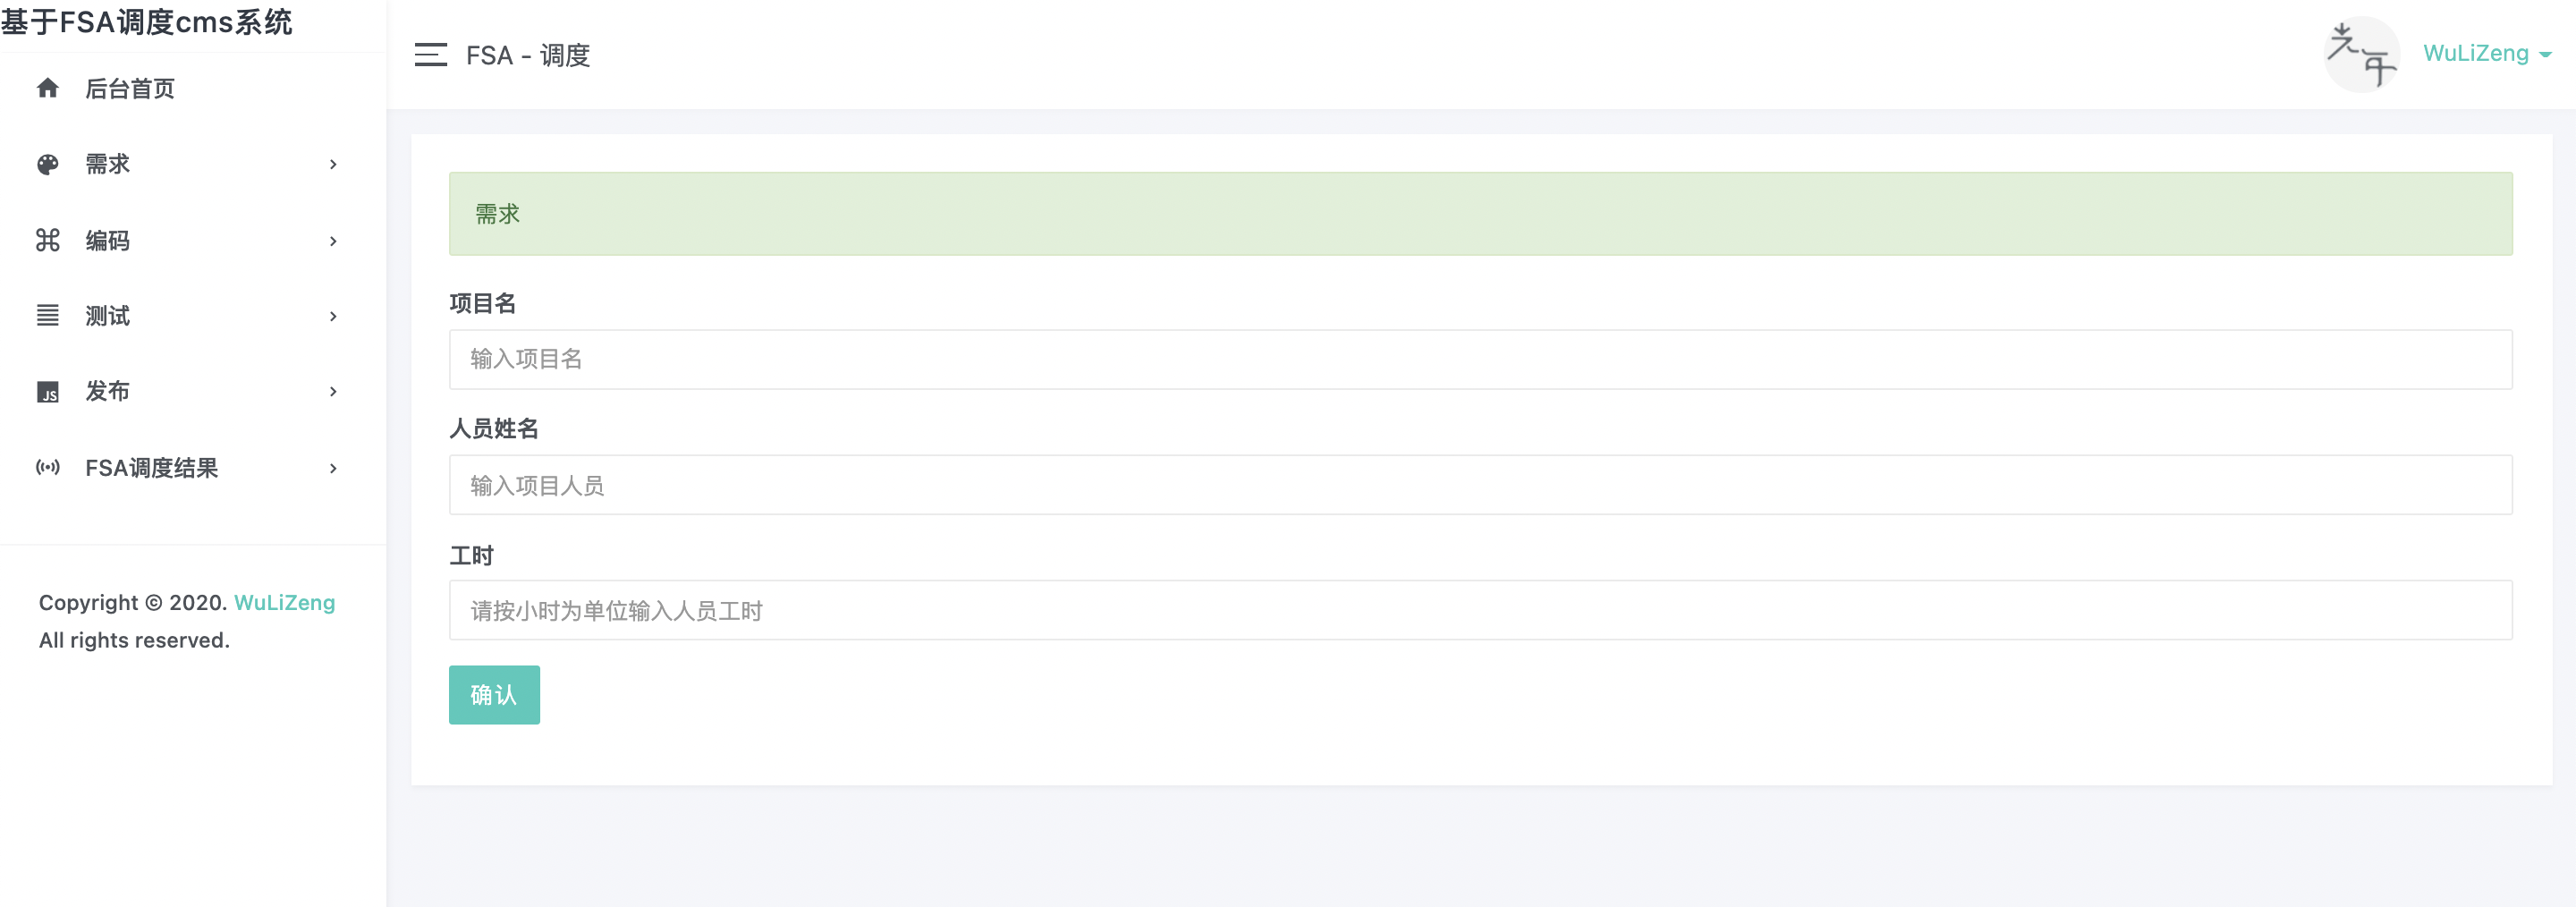 基于FSA调度cms系统
后台首页
需求
编码
测试
发布
FSA调度结果
Copyright © 2020. WuLiZeng
All rights reserved.
FSA - 调度
WuLiZeng
需求
项目名
输入项目名
人员姓名
输入项目人员
工时
请按小时为单位输入人员工时
确认